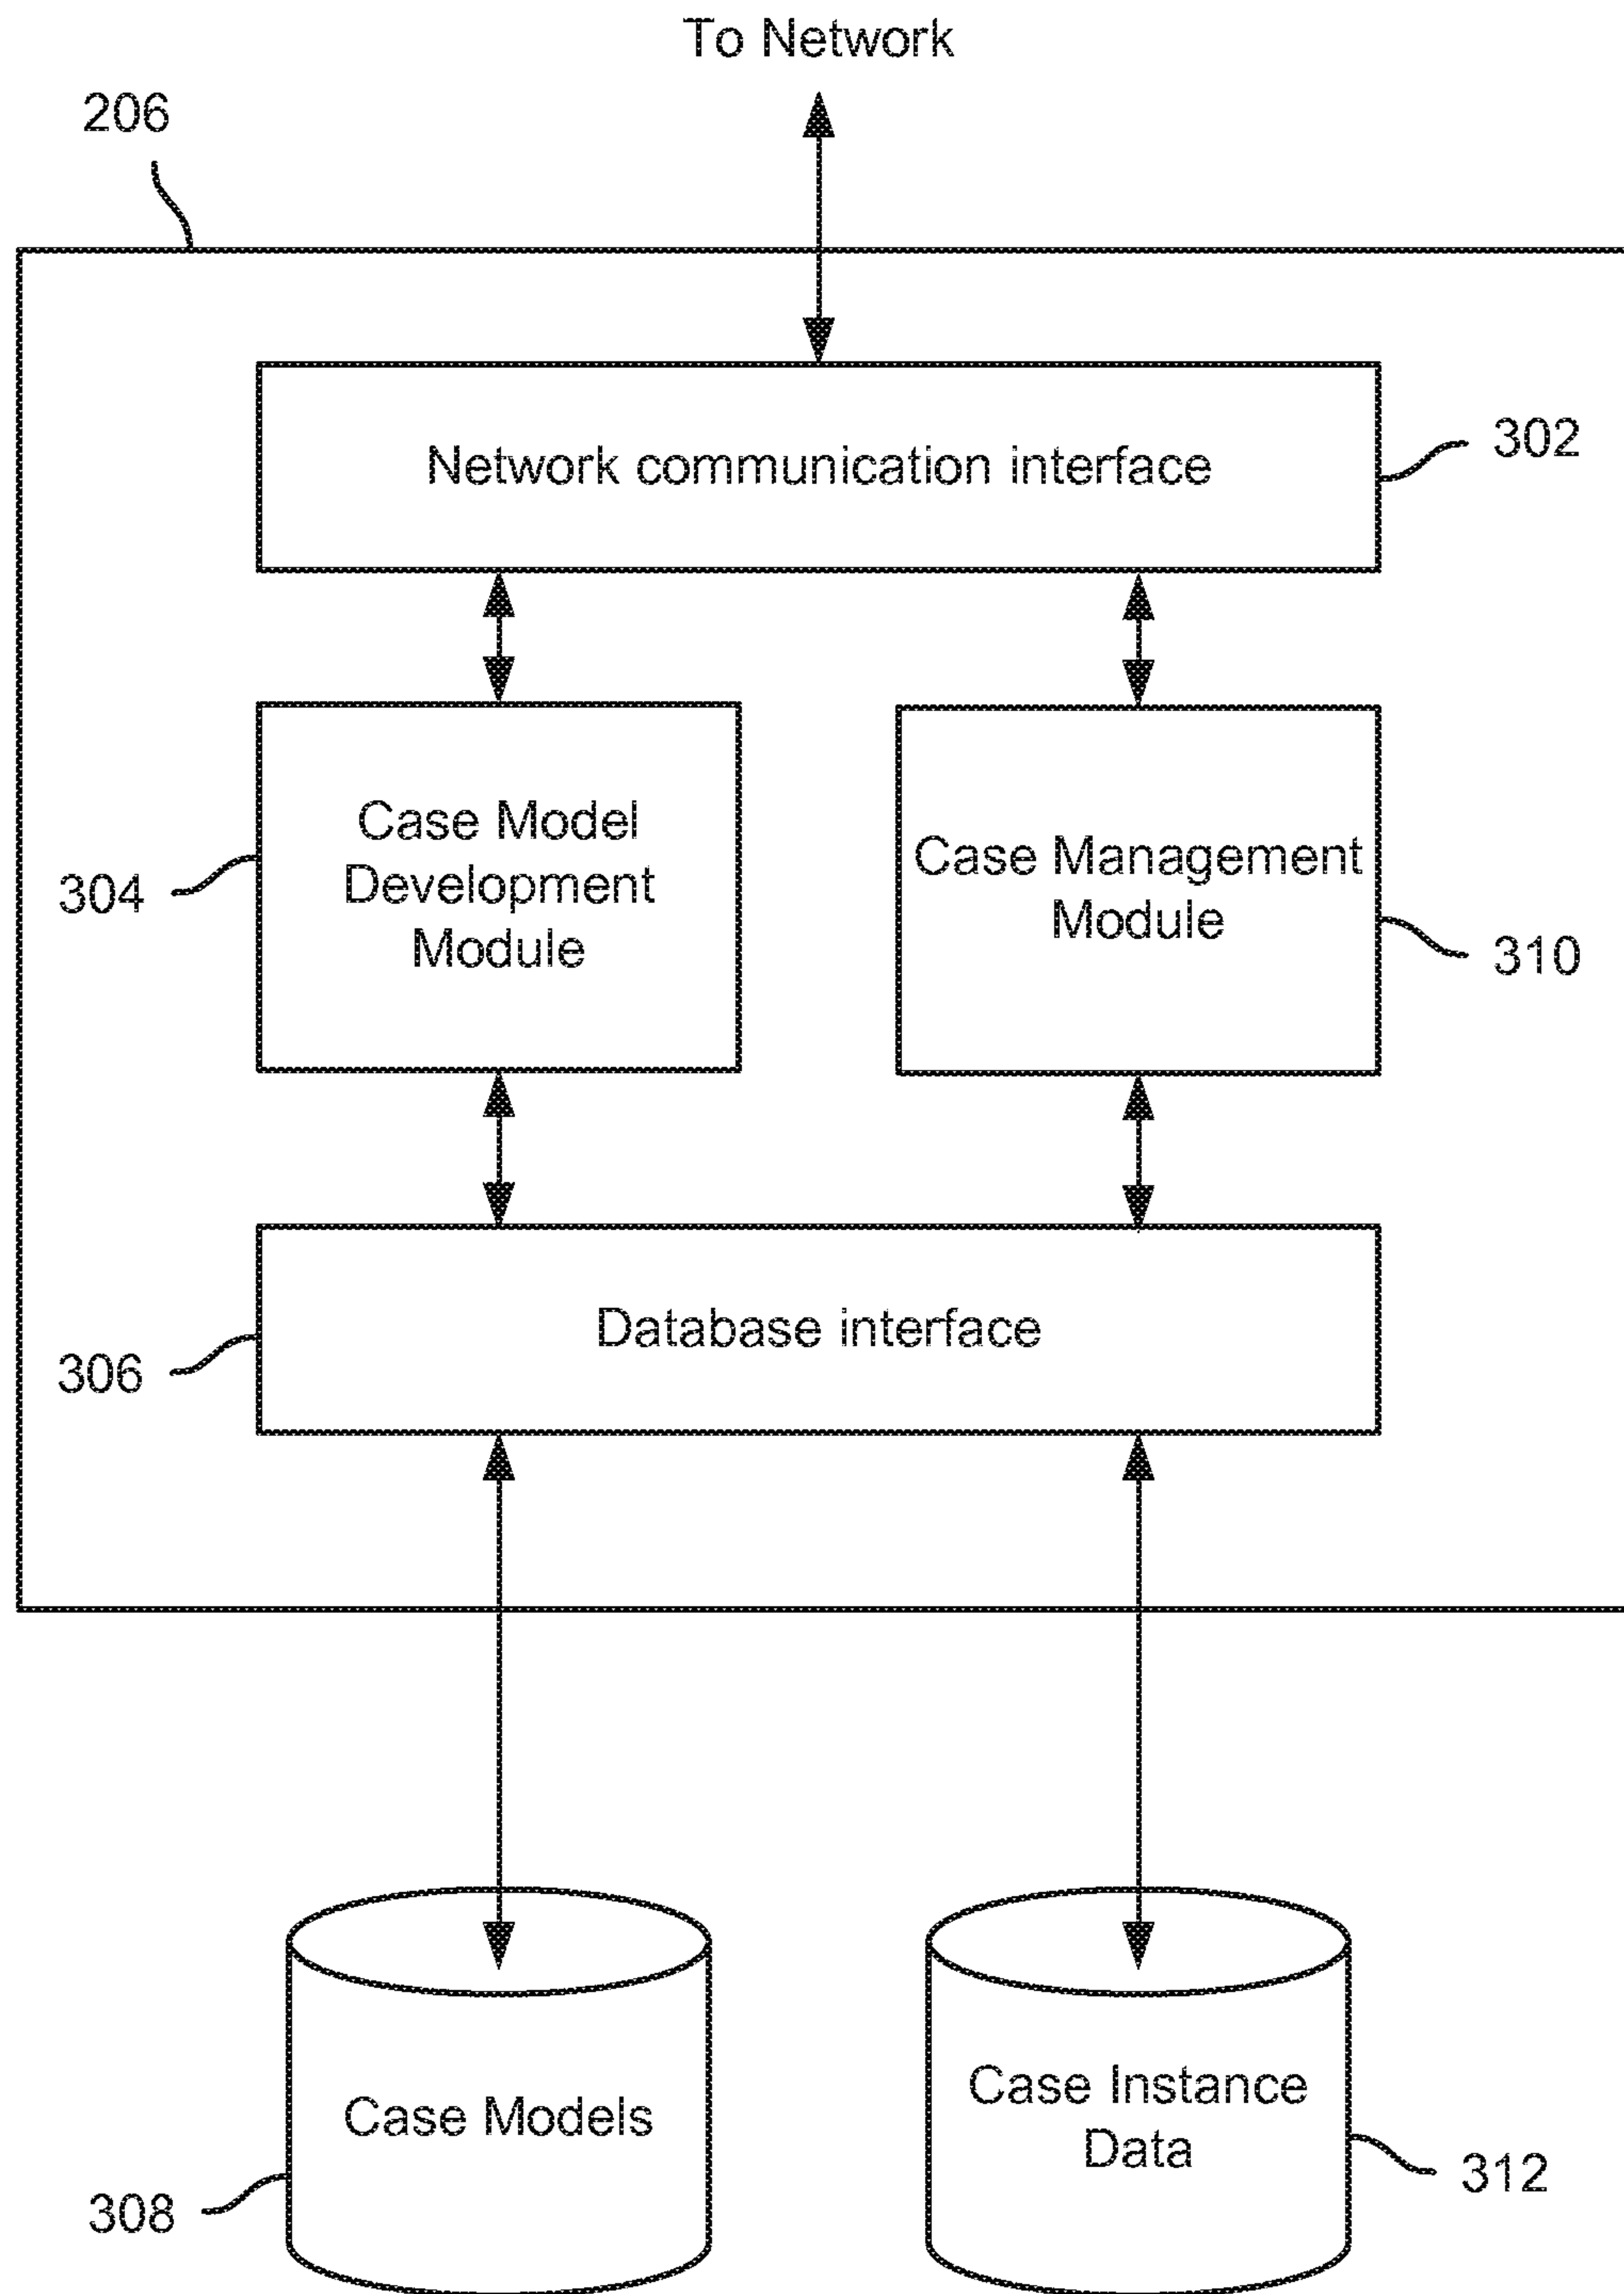 To Network
206
Network communication interface
302
Case Model
Development
Module
304
Case Management
Module
310
Database interface
306
Case Models
308
Case Instance
Data
312